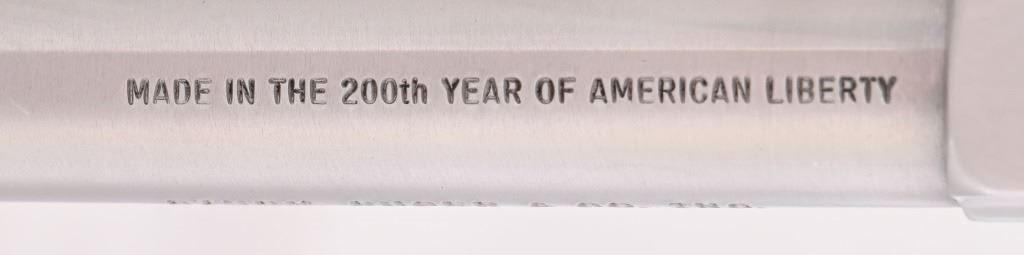 MADE IN THE 200th YEAR OF AMERICAN LIBERTY